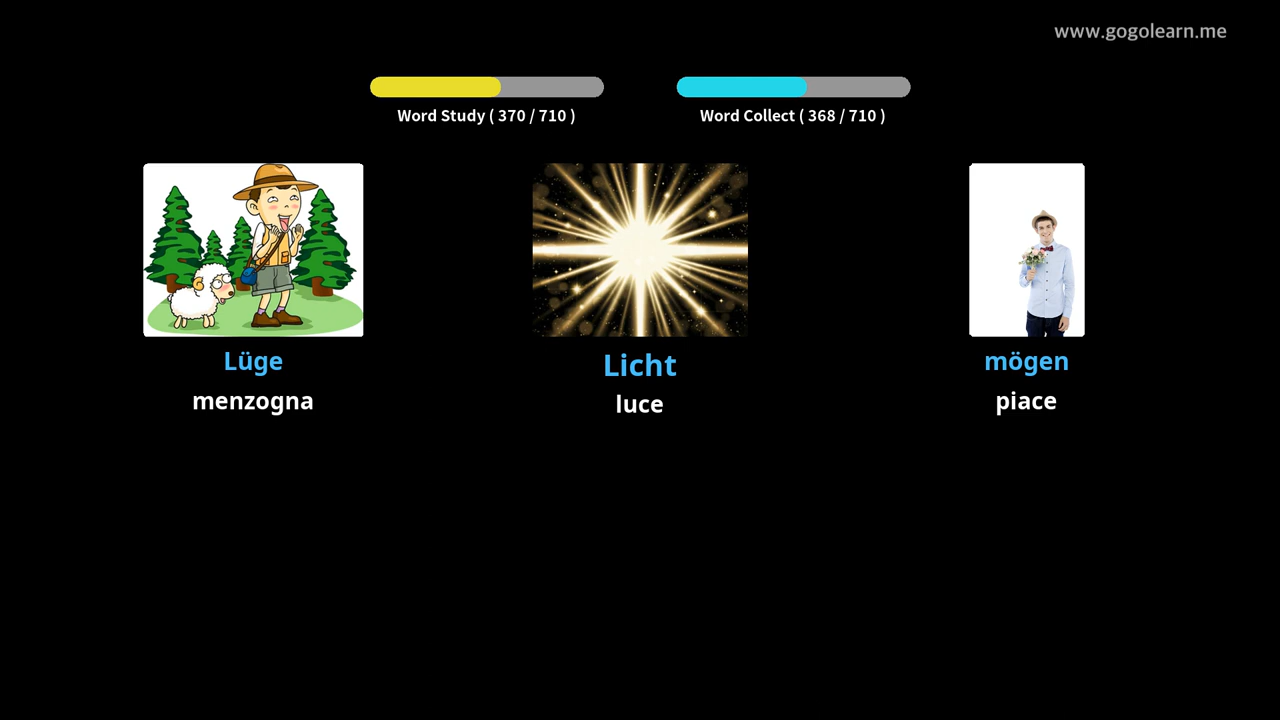 www.gogolearn.me
Word Study ( 370 / 710 )
Word Collect ( 368 / 710 )
Lüge
menzogna
Licht
luce
mögen
piace